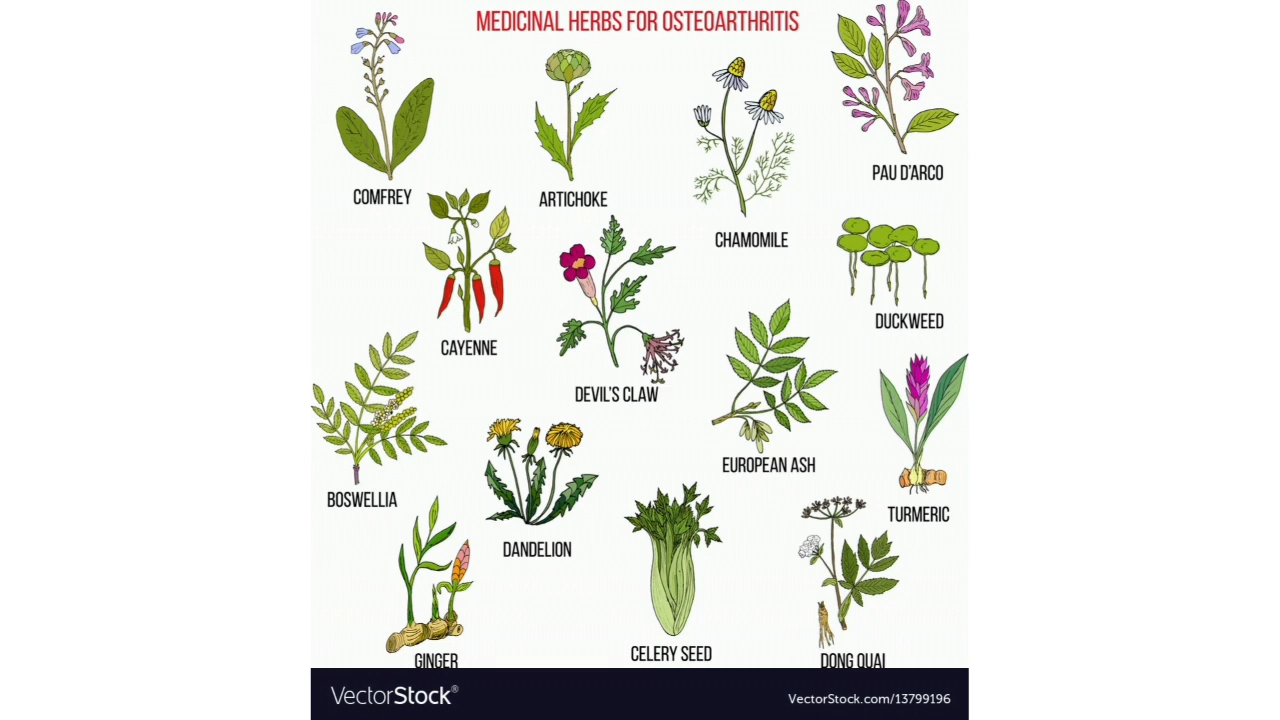 MEDICINAL HERBS FOR OSTEOARTHRITIS
COMFREY
ARTICHOKE
CHAMOMILE
PAU D'ARCO
CAYENNE
DEVIL'S CLAW
DUCKWEED
BOSWELLIA
DANDELION
EUROPEAN ASH
TURMERIC
GINGER
CELERY SEED
DONG QUAI
VectorStock®
VectorStock.com/13799196